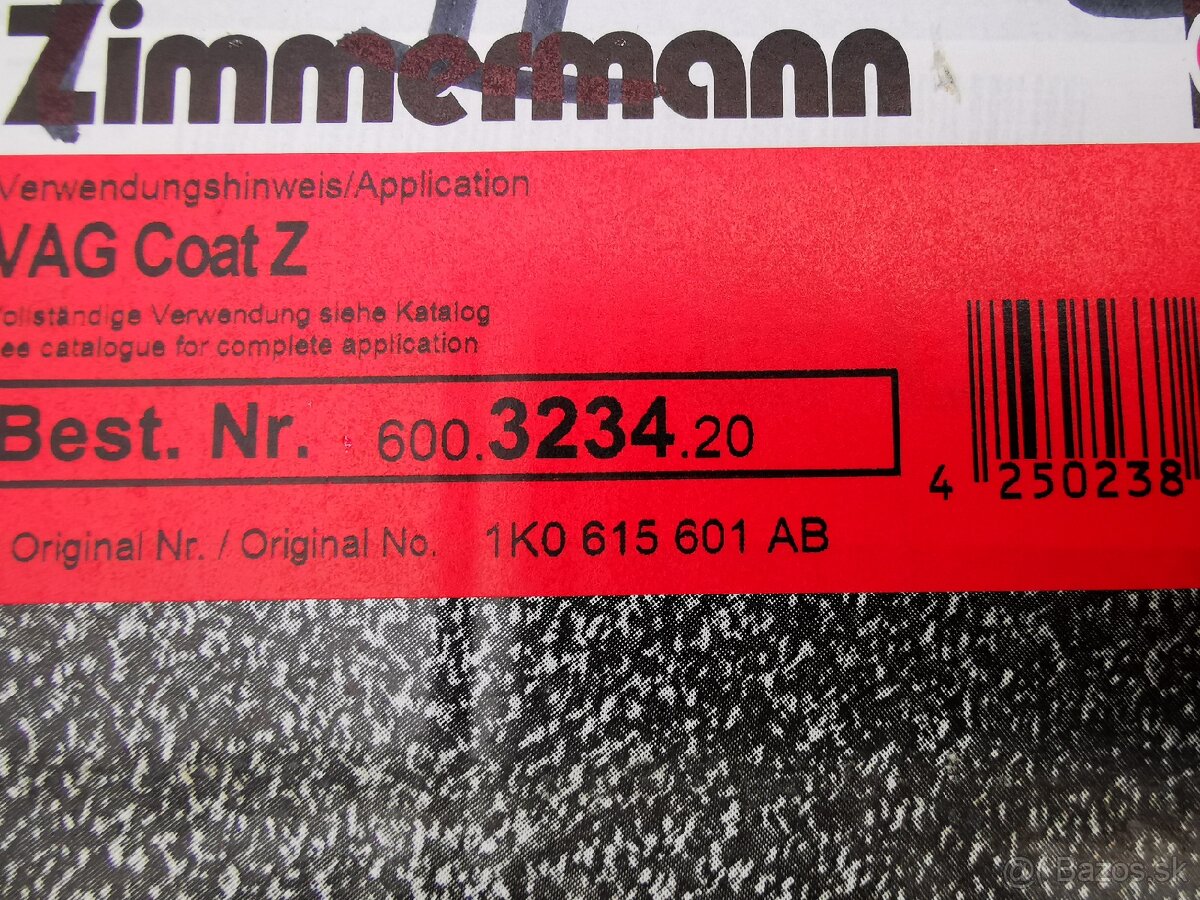 Zimmermann
Verwendungshinweis/Application
VAG Coat Z
ollständige Verwendung siehe Katalog
ee catalogue for complete application
Best. Nr. 600.3234.20
4 250238
Original Nr. / Original No. 1K0 615 601 AB
@Bazos.sk